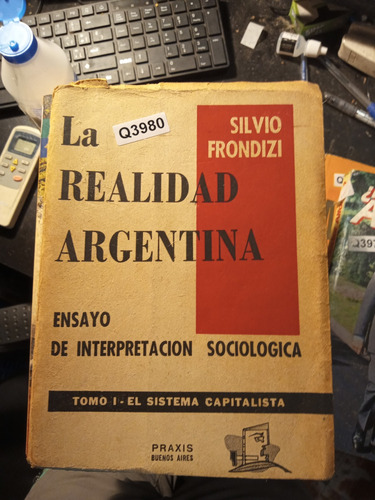 La
Q3980
SILVIO
FRONDIZI
REALIDAD
ARGENTINA
ENSAYO
DE INTERPRETACION SOCIOLOGICA
TOMO I - EL SISTEMA CAPITALISTA
PRAXIS
BUENOS AIRES